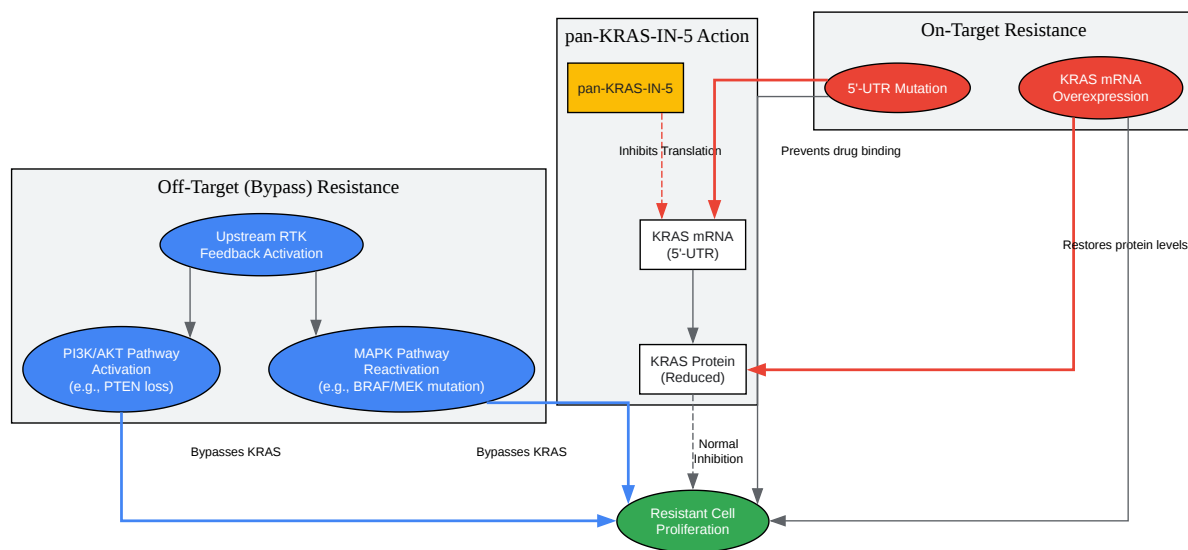 pan-KRAS-IN-5 Action
On-Target Resistance
pan-KRAS-IN-5
5'-UTR Mutation
KRAS mRNA
Overexpression
Inhibits Translation
Prevents drug binding
Off-Target (Bypass) Resistance
Upstream RTK
Feedback Activation
KRAS mRNA
(5'-UTR)
Restores protein levels
PI3K/AKT Pathway
Activation
(e.g., PTEN loss)
MAPK Pathway
Reactivation
(e.g., BRAF/MEK mutation)
KRAS Protein
(Reduced)
Bypasses KRAS
Bypasses KRAS
Normal
Inhibition
Resistant Cell
Proliferation